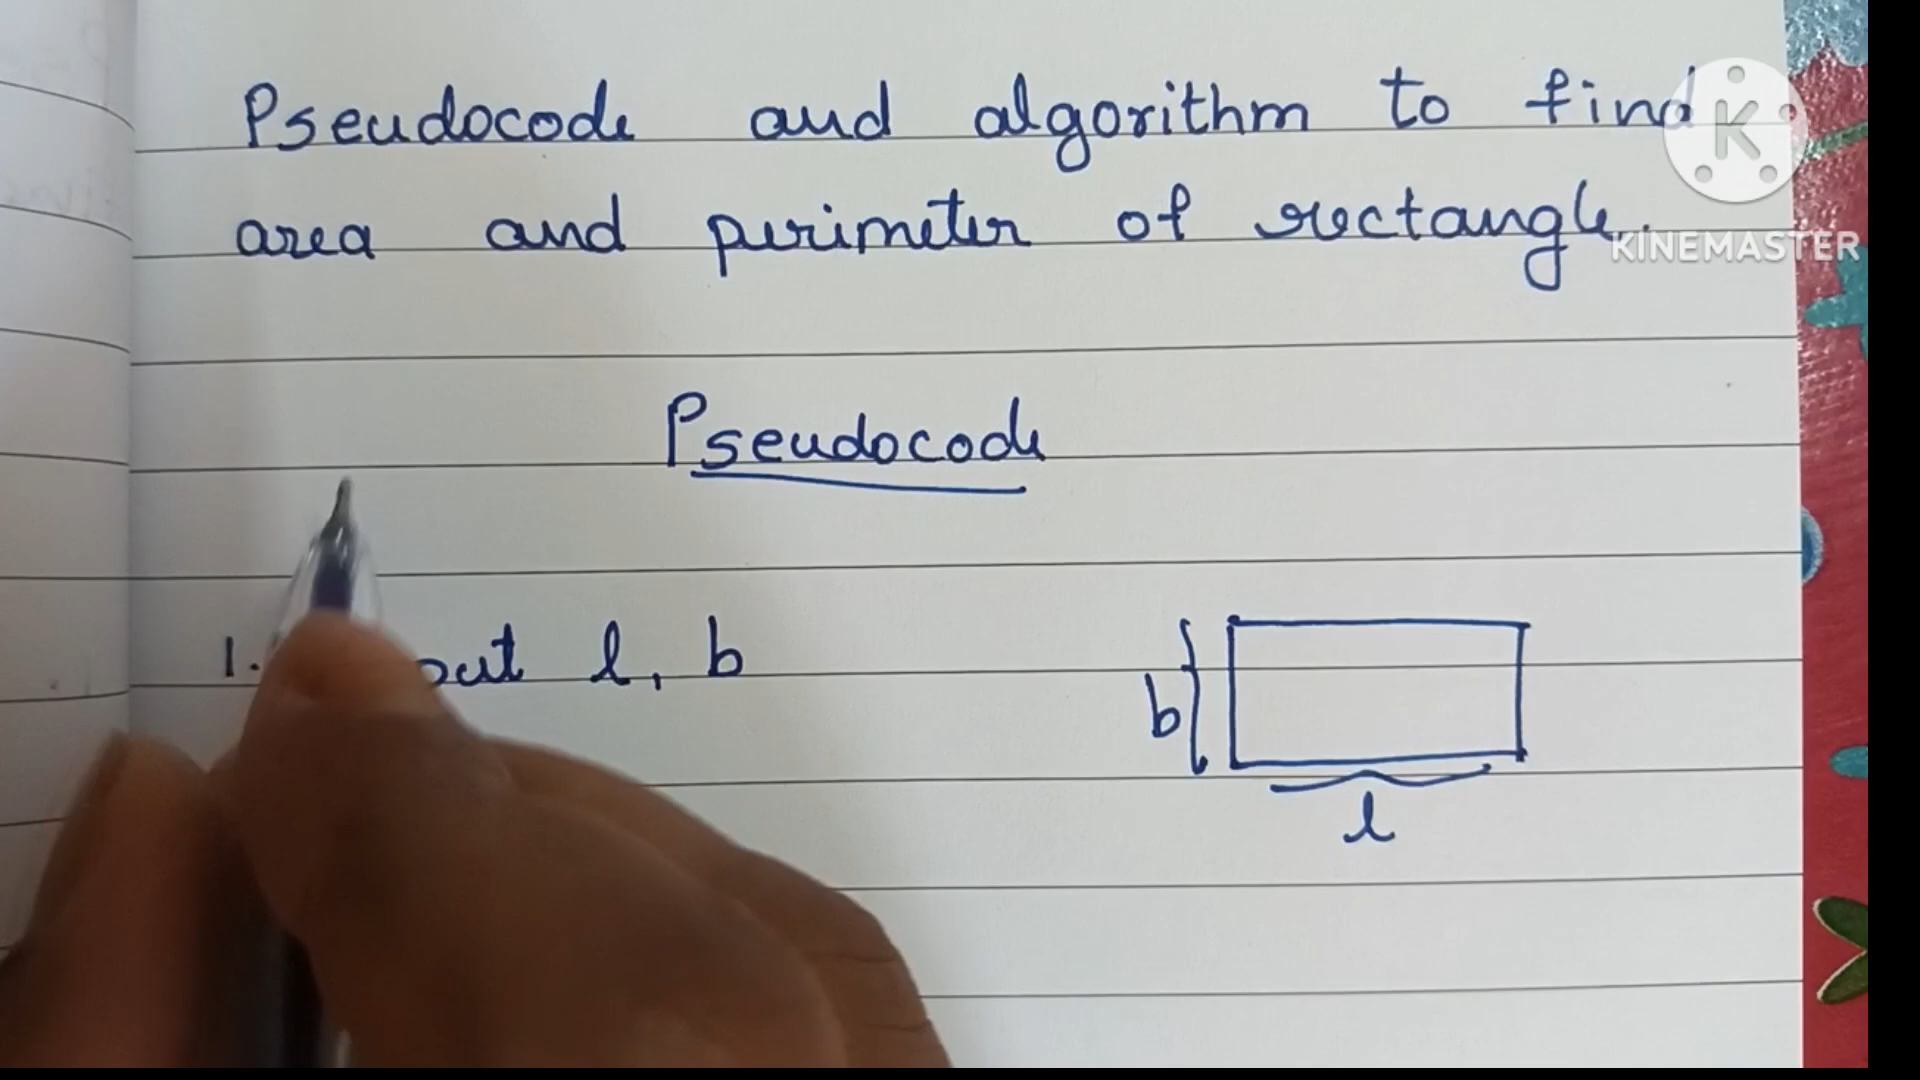 Pseudocode and algorithm to find
area and perimeter of rectangle.
K
KINEMASTER
Pseudocode
1. l, b
b
l